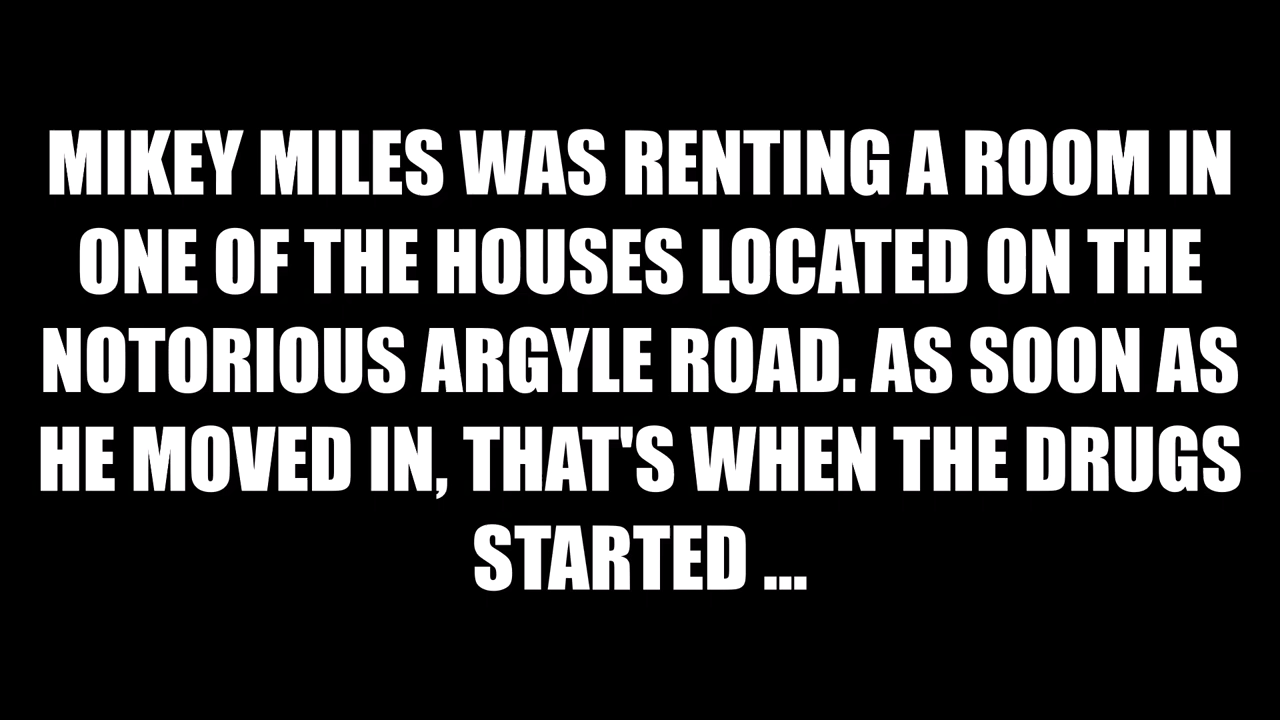 MIKEY MILES WAS RENTING A ROOM IN
ONE OF THE HOUSES LOCATED ON THE
NOTORIOUS ARGYLE ROAD. AS SOON AS
HE MOVED IN, THAT'S WHEN THE DRUGS
STARTED ...